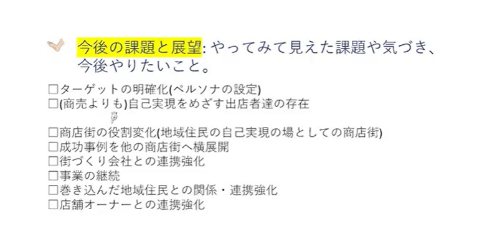 今後の課題と展望: やってみて見えた課題や気づき、
今後やりたいこと。
□ターゲットの明確化(ペルソナの設定)
□(商売よりも)自己実現をめざす出店者達の存在
□商店街の役割変化(地域住民の自己実現の場としての商店街)
□成功事例を他の商店街へ横展開
□街づくり会社との連携強化
□事業の継続
□巻き込んだ地域住民との関係・連携強化
□店舗オーナーとの連携強化